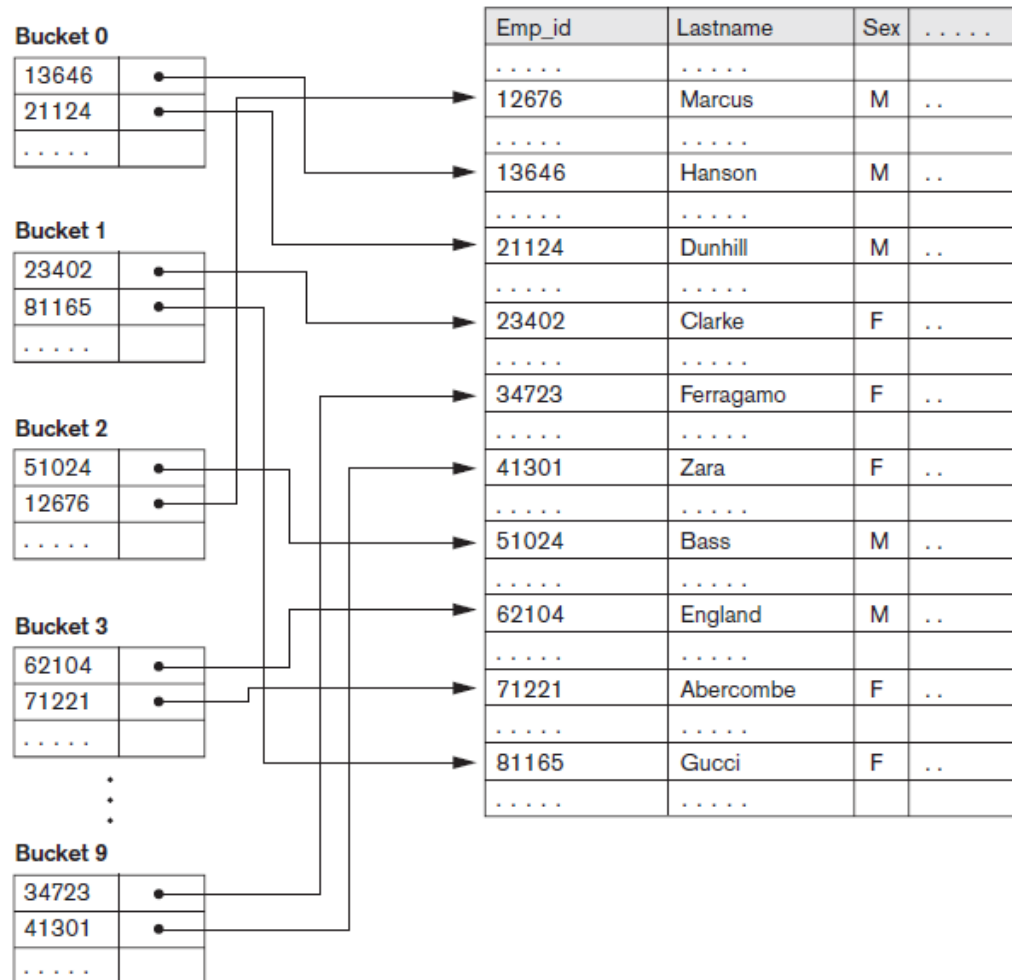 Bucket 0
13646
21124
. . . . .
Bucket 1
23402
81165
. . . . .
Bucket 2
51024
12676
. . . . .
Bucket 3
62104
71221
. . . . .
Bucket 9
34723
41301
. . . . .
Emp_id Lastname Sex . . . . .
. . . . . . . . . .
12676 Marcus M . .
. . . . . . . . . .
13646 Hanson M . .
. . . . . . . . . .
21124 Dunhill M . .
. . . . . . . . . .
23402 Clarke F . .
. . . . . . . . . .
34723 Ferragamo F . .
. . . . . . . . . .
41301 Zara F . .
. . . . . . . . . .
51024 Bass M . .
. . . . . . . . . .
62104 England M . .
. . . . . . . . . .
71221 Abercombe F . .
. . . . . . . . . .
81165 Gucci F . .
. . . . . . . . . .